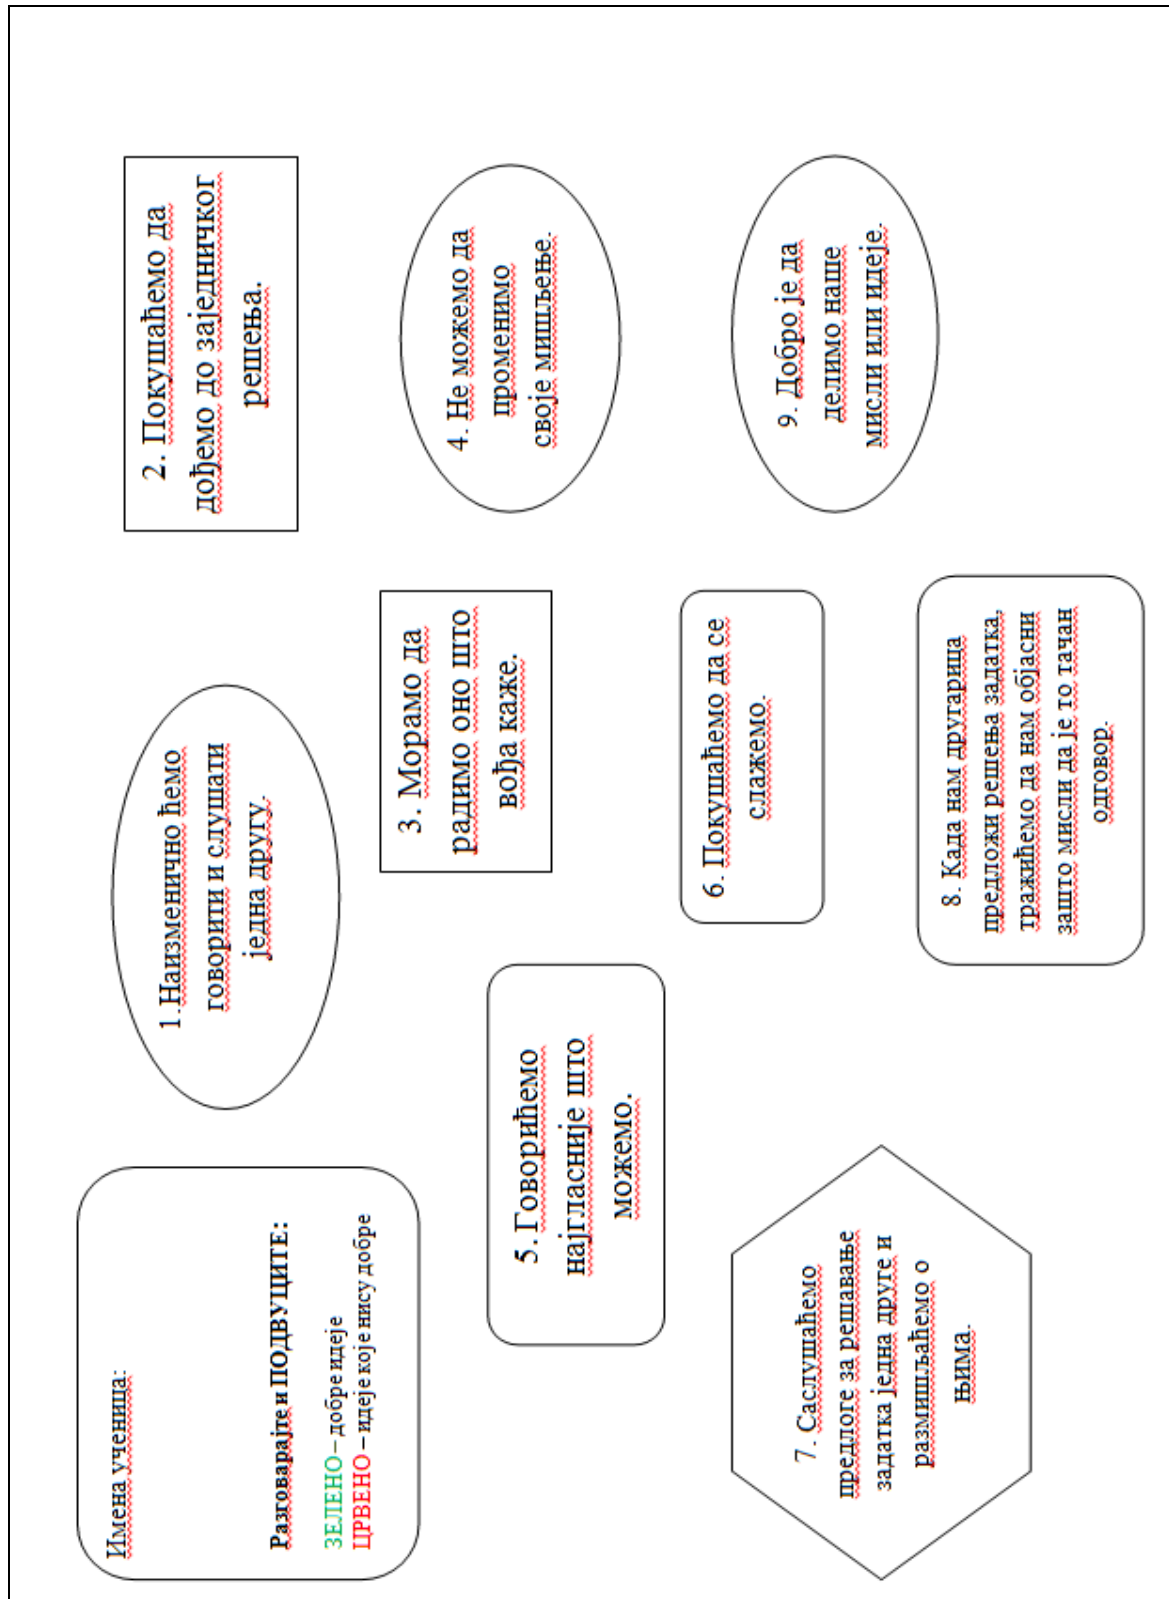 Имена ученица:
Разговарајте и ПОДВУЦИТЕ:
ЗЕЛЕНО – добре идеје
ЦРВЕНО – идеје које нису добре
1.Наизменично ћемо
говорити и слушати
једна другу.
2. Покушаћемо да
дођемо до заједничког
решења.
3. Морамо да
радимо оно што
вођа каже.
4. Не можемо да
променимо
своје мишљење.
5. Говорићемо
најгласније што
можемо.
6. Покушаћемо да се
слажемо.
7. Саслушаћемо
предлоге за решавање
задатка једна друге и
размишљаћемо о
њима.
8. Када нам другарица
предложи решења задатка,
тражићемо да нам објасни
зашто мисли да је то тачан
одговор.
9. Добро је да
делимо наше
мисли или идеје.